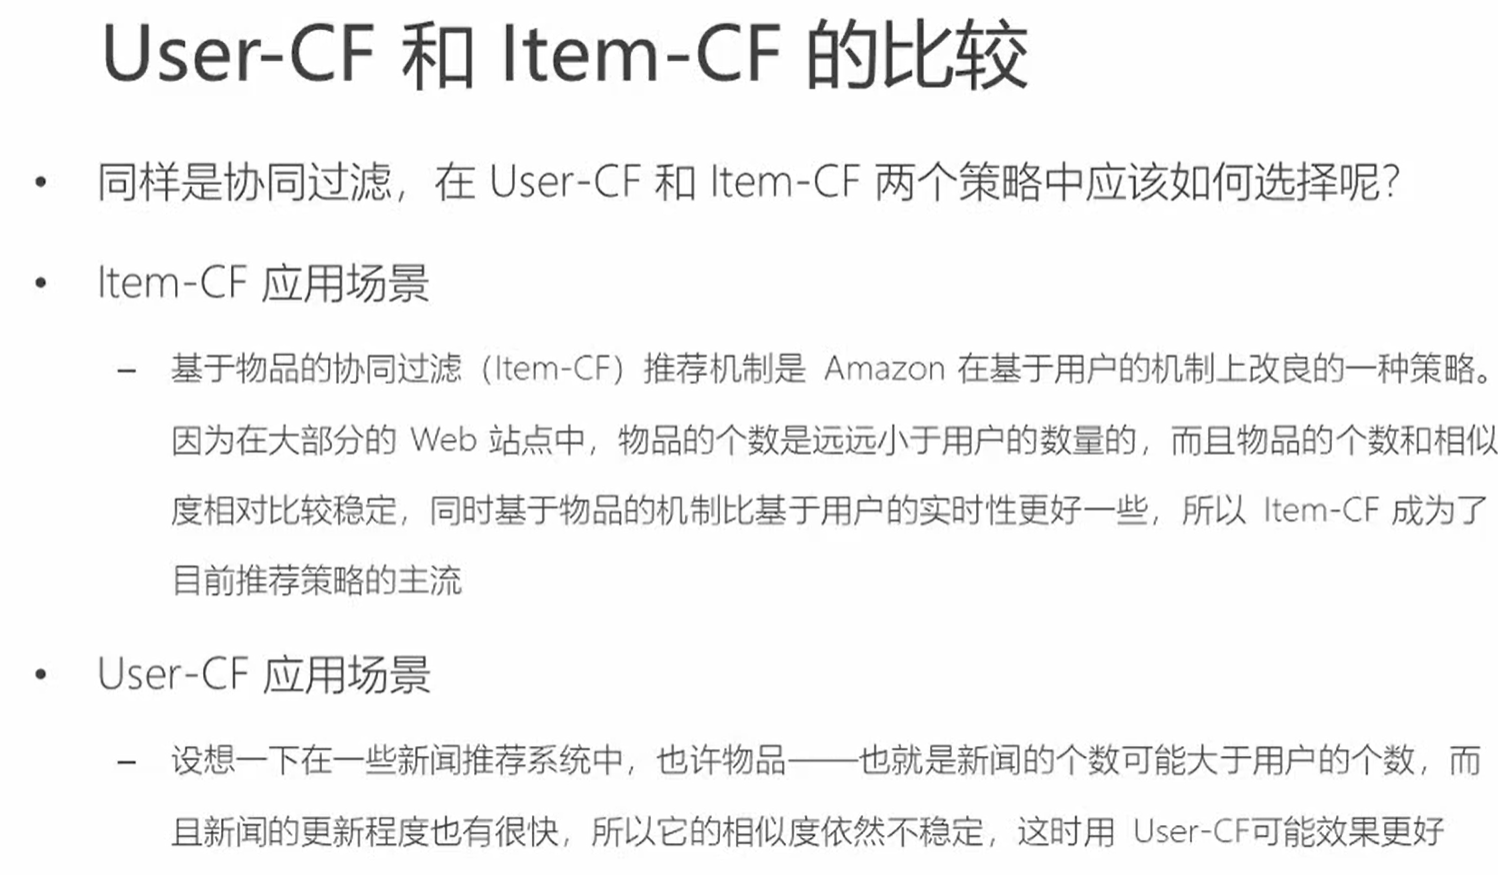 User-CF 和 Item-CF 的比较
• 同样是协同过滤，在 User-CF 和 Item-CF 两个策略中应该如何选择呢？
• Item-CF 应用场景
– 基于物品的协同过滤（Item-CF）推荐机制是 Amazon 在基于用户的机制上改良的一种策略。
因为在大部分的 Web 站点中，物品的个数是远远小于用户的数量的，而且物品的个数和相似
度相对比较稳定，同时基于物品的机制比基于用户的实时性更好一些，所以 Item-CF 成为了
目前推荐策略的主流
• User-CF 应用场景
– 设想一下在一些新闻推荐系统中，也许物品——也就是新闻的个数可能大于用户的个数，而
且新闻的更新程度也有很快，所以它的相似度依然不稳定，这时用 User-CF可能效果更好